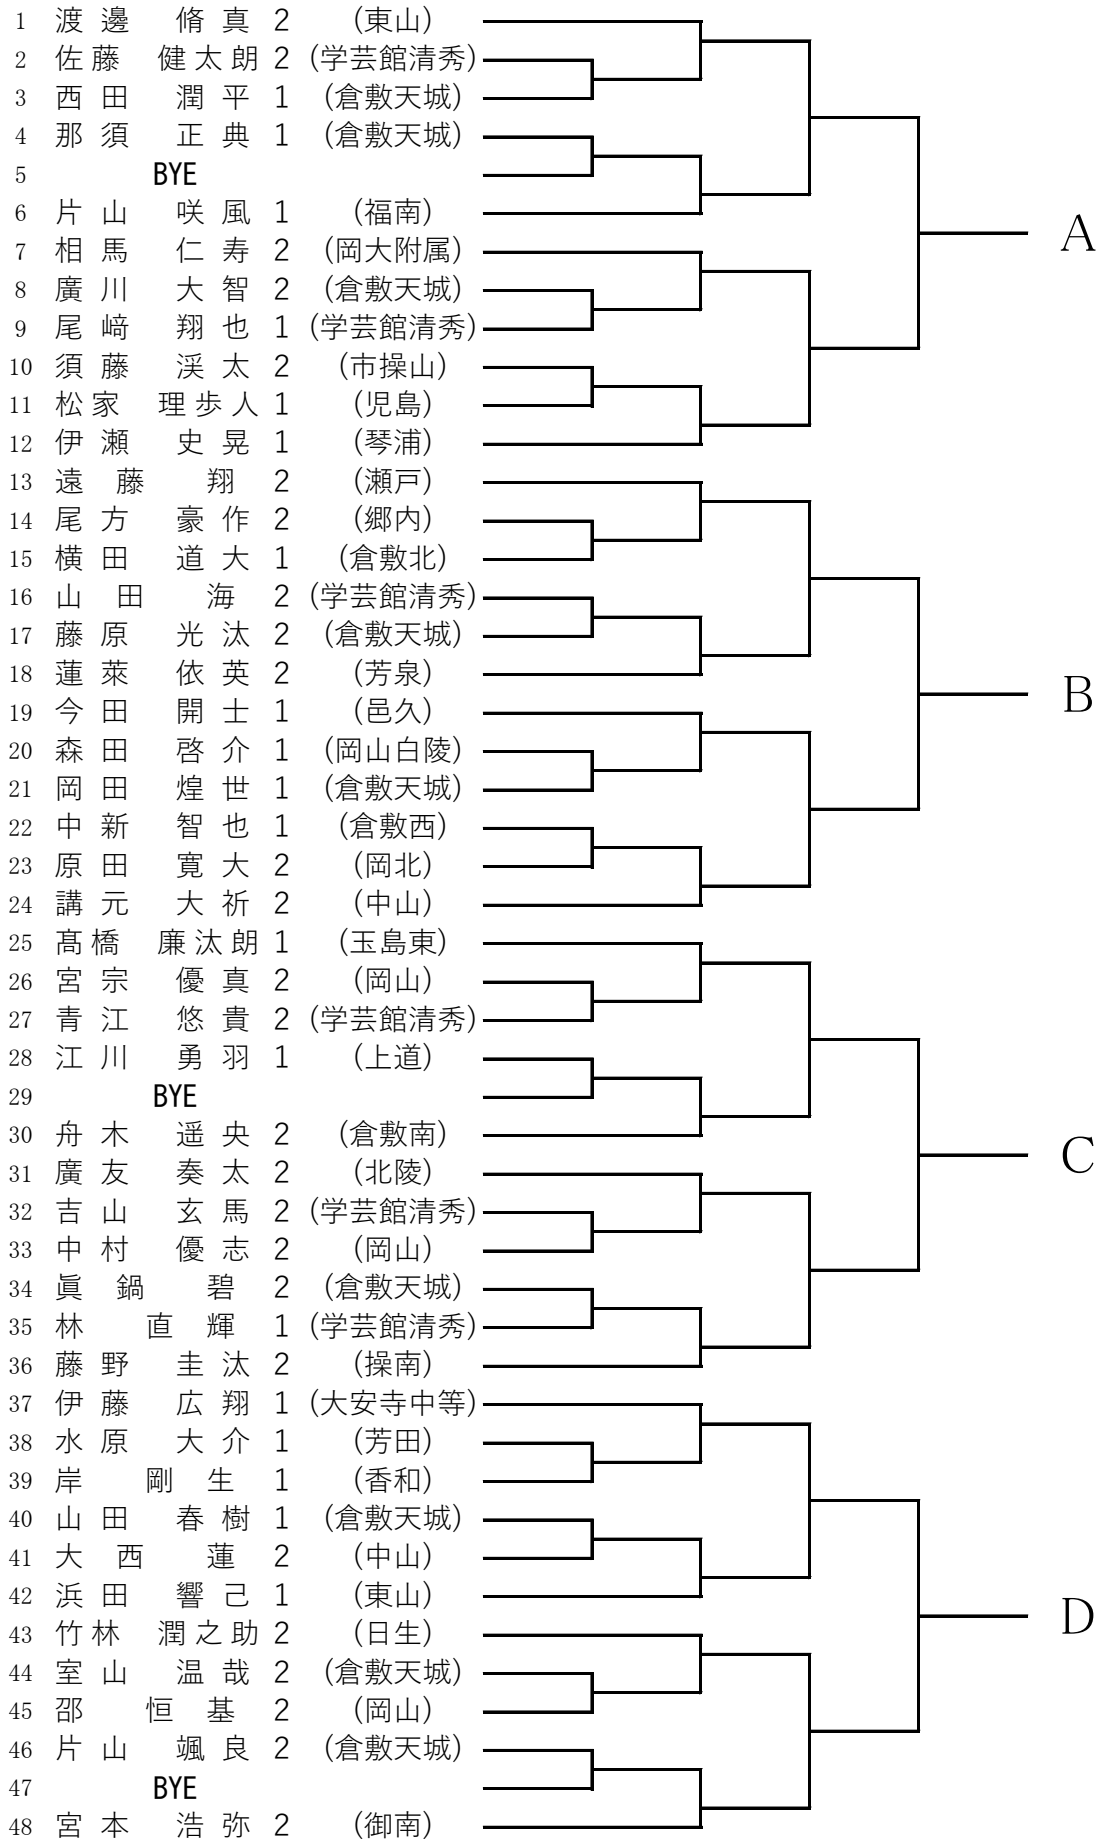 1 渡邊 脩真 2 (東山)
2 佐藤 健太朗 2 (学芸館清秀)
3 西田 潤平 1 (倉敷天城)
4 那須 正典 1 (倉敷天城)
5 BYE
6 片山 咲風 1 (福南)
A
7 相馬 仁寿 2 (岡大附属)
8 廣川 大智 2 (倉敷天城)
9 尾﨑 翔也 1 (学芸館清秀)
10 須藤 渓太 2 (市操山)
11 松家 理歩人 1 (児島)
12 伊瀬 史晃 1 (琴浦)
13 遠藤 翔 2 (瀬戸)
14 尾方 豪作 2 (郷内)
15 横田 道大 1 (倉敷北)
16 山田 海 2 (学芸館清秀)
17 藤原 光汰 2 (倉敷天城)
18 蓮萊 依英 2 (芳泉)
B
19 今田 開士 1 (邑久)
20 森田 啓介 1 (岡山白陵)
21 岡田 煌世 1 (倉敷天城)
22 中新 智也 1 (倉敷西)
23 原田 寛大 2 (岡北)
24 講元 大祈 2 (中山)
25 髙橋 廉汰朗 1 (玉島東)
26 宮宗 優真 2 (岡山)
27 青江 悠貴 2 (学芸館清秀)
28 江川 勇羽 1 (上道)
29 BYE
30 舟木 遥央 2 (倉敷南)
C
31 廣友 奏太 2 (北陵)
32 吉山 玄馬 2 (学芸館清秀)
33 中村 優志 2 (岡山)
34 眞鍋 碧 2 (倉敷天城)
35 林 直輝 1 (学芸館清秀)
36 藤野 圭汰 2 (操南)
37 伊藤 広翔 1 (大安寺中等)
38 水原 大介 1 (芳田)
39 岸 剛生 1 (香和)
40 山田 春樹 1 (倉敷天城)
41 大西 蓮 2 (中山)
42 浜田 響己 1 (東山)
D
43 竹林 潤之助 2 (日生)
44 室山 温哉 2 (倉敷天城)
45 邵 恒基 2 (岡山)
46 片山 颯良 2 (倉敷天城)
47 BYE
48 宮本 浩弥 2 (御南)